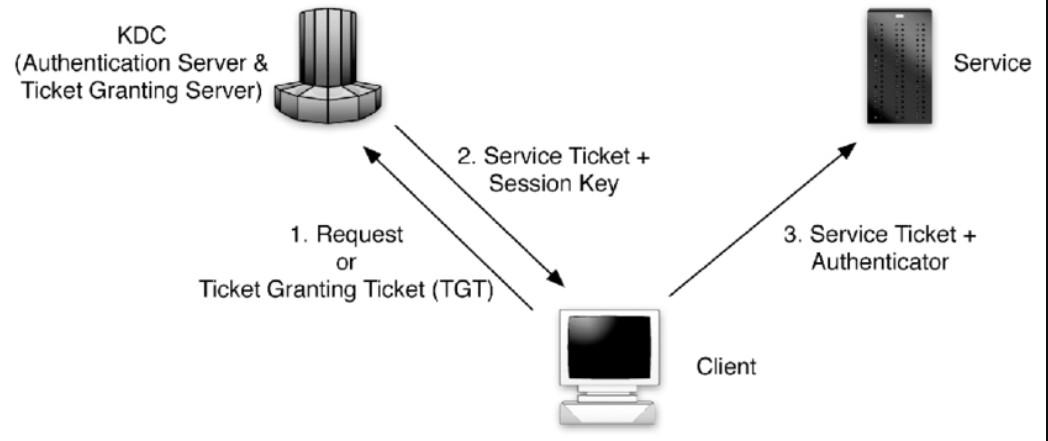 KDC
(Authentication Server &
Ticket Granting Server)
Service
2. Service Ticket +
Session Key
1. Request
or
Ticket Granting Ticket (TGT)
3. Service Ticket +
Authenticator
Client